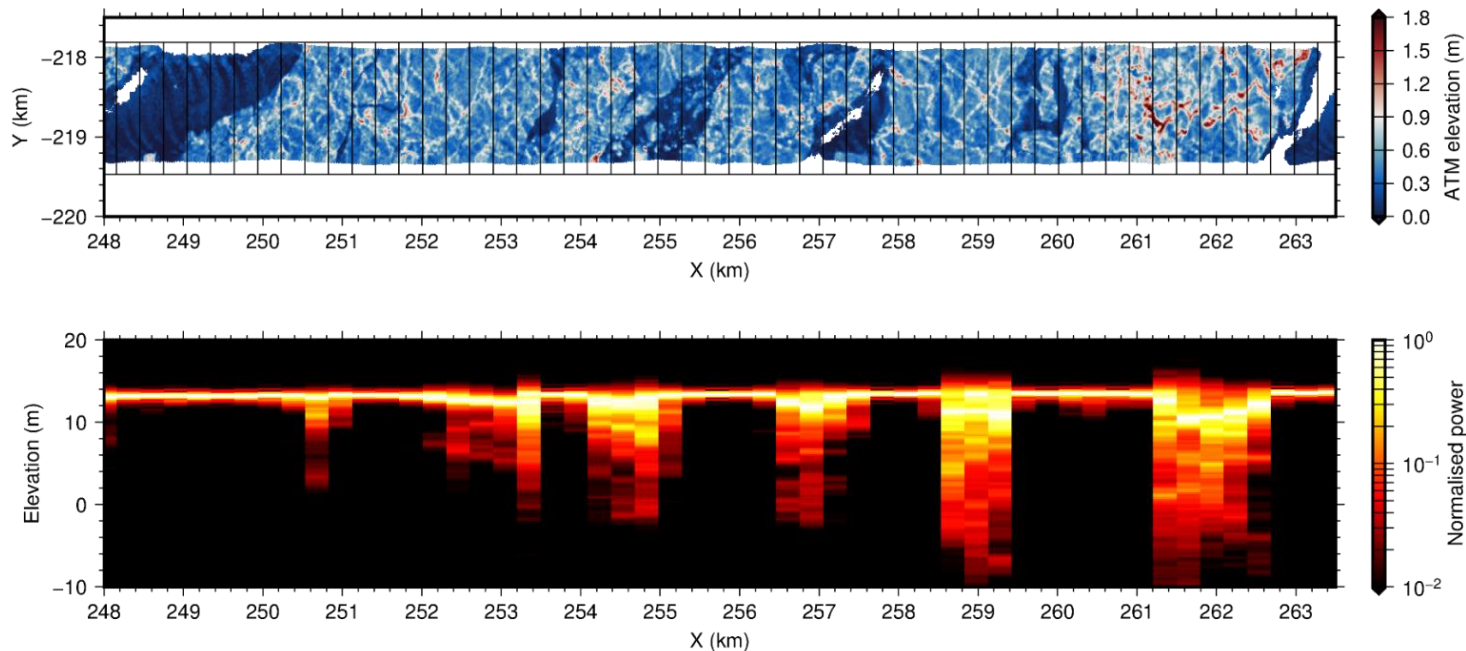 −218
−219
−220
Y (km)
248 249 250 251 252 253 254 255 256 257 258 259 260 261 262 263
X (km)
1.8
1.5
1.2
0.9
0.6
0.3
0.0
ATM elevation (m)
20
10
0
−10
Elevation (m)
248 249 250 251 252 253 254 255 256 257 258 259 260 261 262 263
X (km)
10⁰
10⁻¹
10⁻²
Normalised power